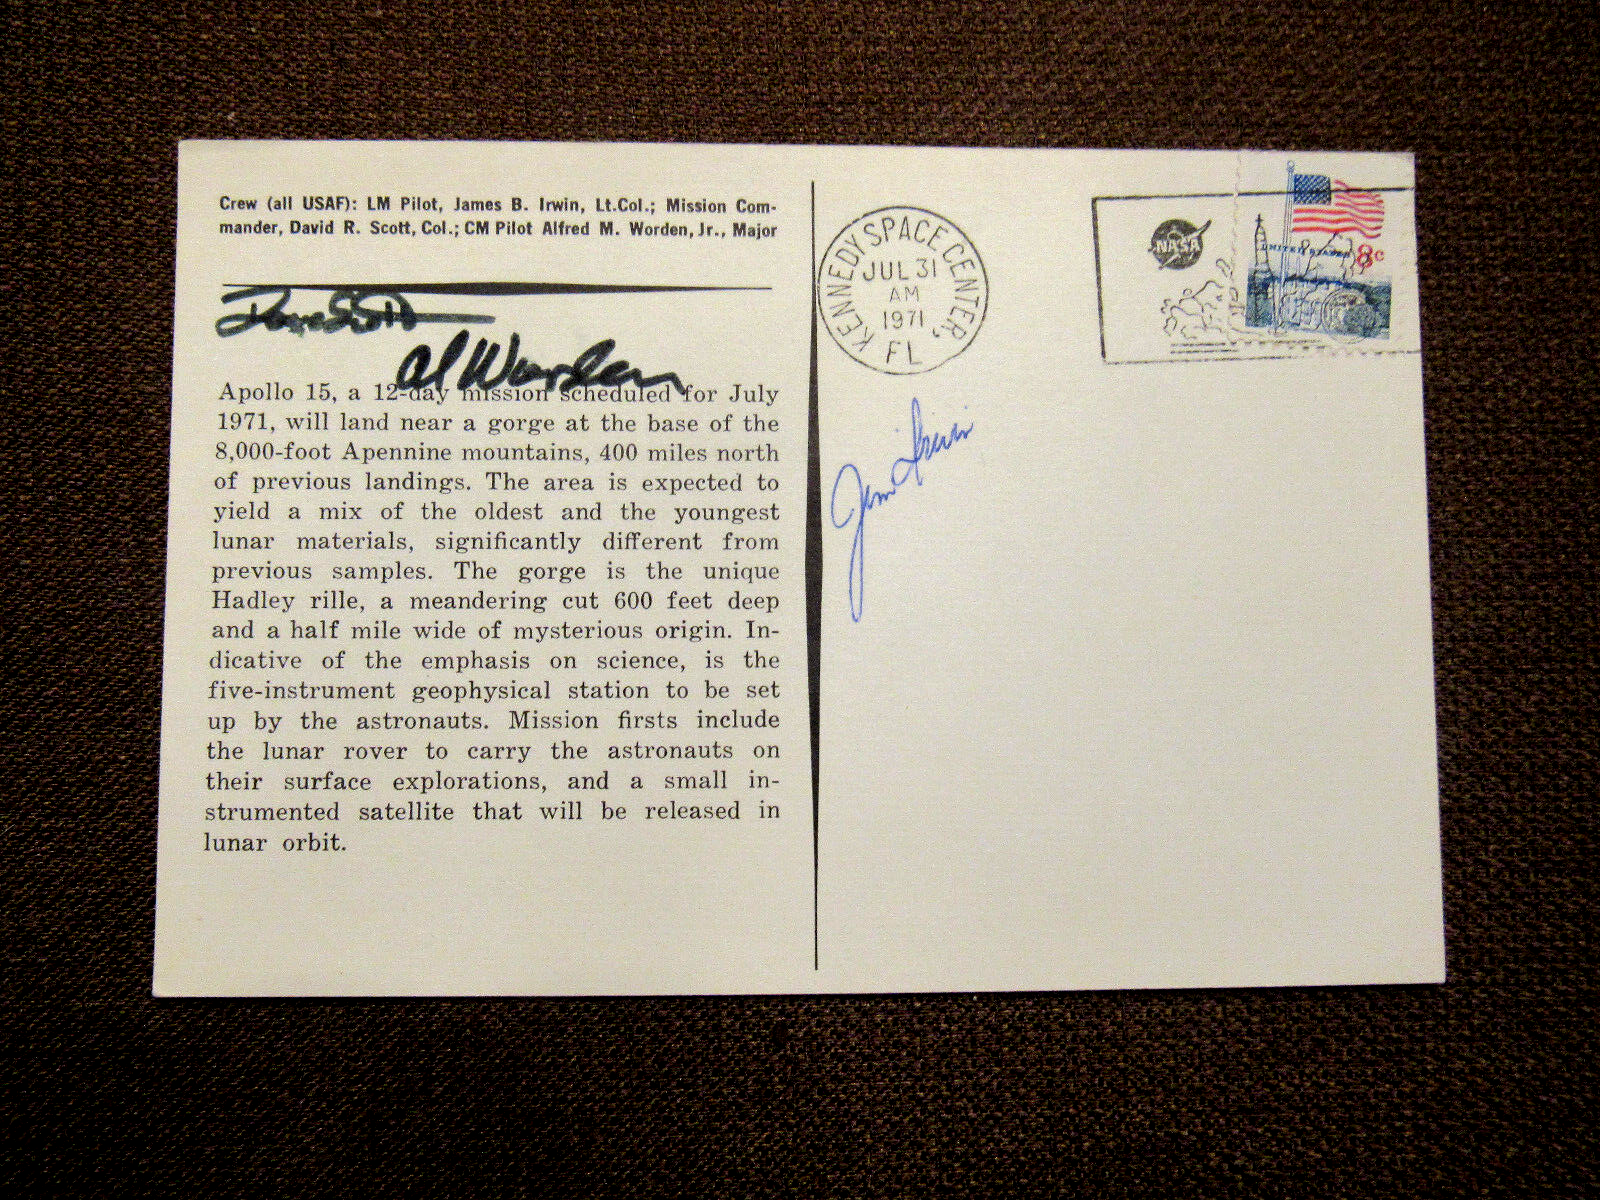 Crew (all USAF): LM Pilot, James B. Irwin, Lt.Col.; Mission Com-
mander, David R. Scott, Col.; CM Pilot Alfred M. Worden, Jr., Major
Dave Scott
Al Worden
Apollo 15, a 12-day mission scheduled for July
1971, will land near a gorge at the base of the
8,000-foot Apennine mountains, 400 miles north
of previous landings. The area is expected to
yield a mix of the oldest and the youngest
lunar materials, significantly different from
previous samples. The gorge is the unique
Hadley rille, a meandering cut 600 feet deep
and a half mile wide of mysterious origin. In-
dicative of the emphasis on science, is the
five-instrument geophysical station to be set
up by the astronauts. Mission firsts include
the lunar rover to carry the astronauts on
their surface explorations, and a small in-
strumented satellite that will be released in
lunar orbit.
KENNEDY SPACE CENTER,
JUL 31
AM
1971
FL
NASA
UNITED STATES
8c
Jim Irwin